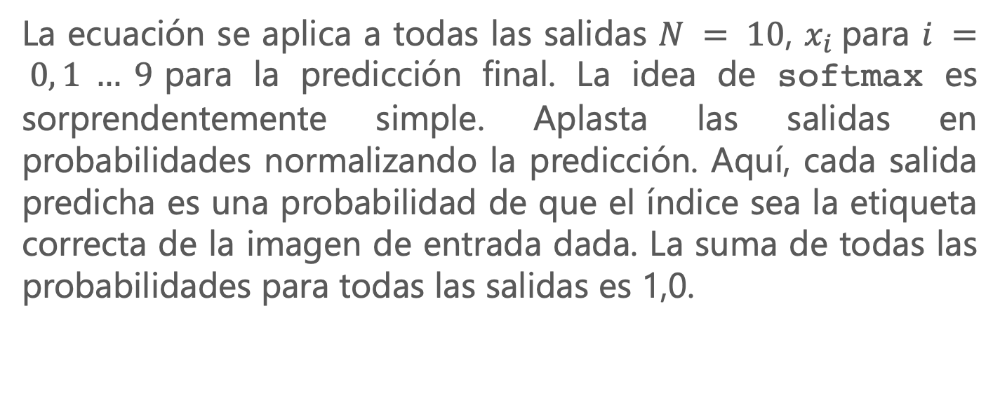 La ecuación se aplica a todas las salidas N = 10, xᵢ para i =
0, 1 ... 9 para la predicción final. La idea de softmax es
sorprendentemente simple. Aplasta las salidas en
probabilidades normalizando la predicción. Aquí, cada salida
predicha es una probabilidad de que el índice sea la etiqueta
correcta de la imagen de entrada dada. La suma de todas las
probabilidades para todas las salidas es 1,0.